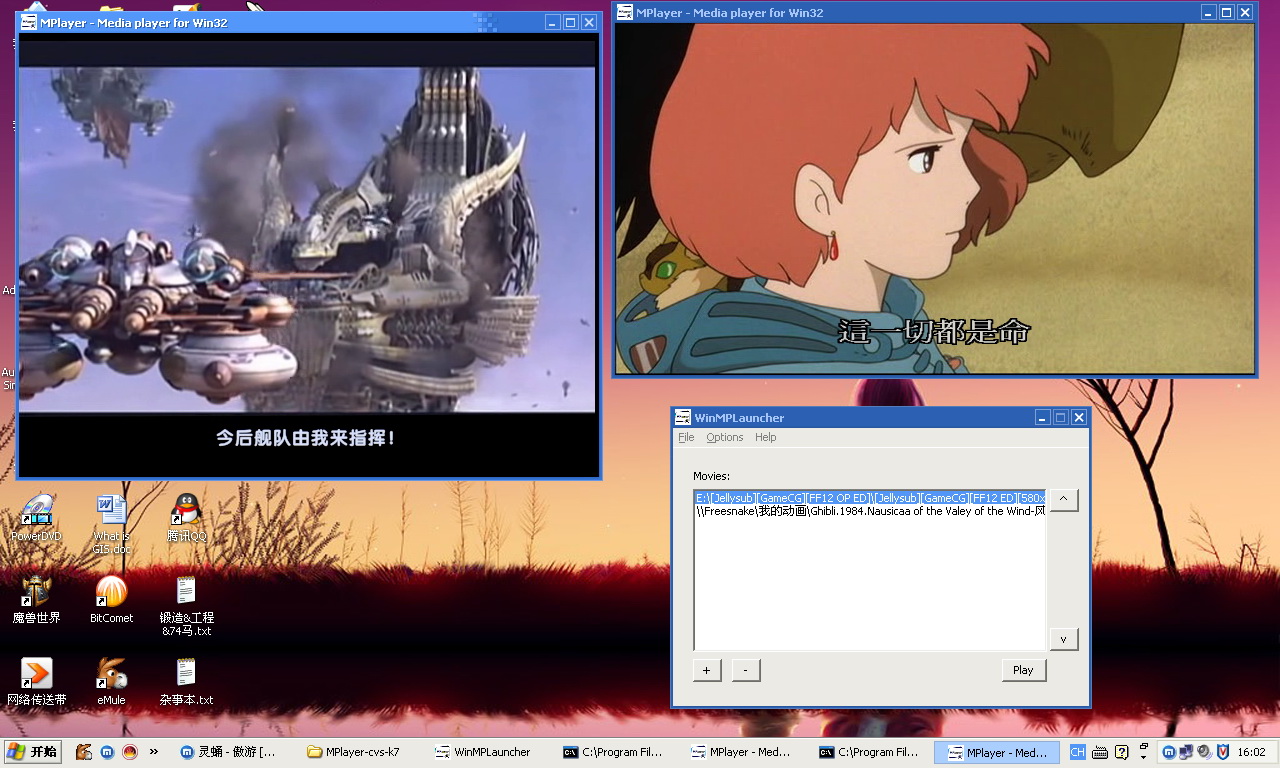 MPlayer - Media player for Win32
今后舰队由我来指挥!
MPlayer - Media player for Win32
這一切都是命
WinMPLauncher
File Options Help
Movies:
E:\[Jellysub][GameCG][FF12 OP ED]\[Jellysub][GameCG][FF12 ED][580x
\\Freesnake\我的动画\Ghibli.1984.Nausicaa of the Valey of the Wind-风
^
v
+ - Play
PowerDVD
What is
GIS.doc
腾讯QQ
魔兽世界
BitComet
锻造&工程
&74马.txt
网络传送带
eMule
杂事本.txt
开始
灵蛹 - 傲游 [...
MPlayer-cvs-k7
WinMPLauncher
C:\Program Fil...
MPlayer - Med...
C:\Program Fil...
MPlayer - Med...
CH
16:02